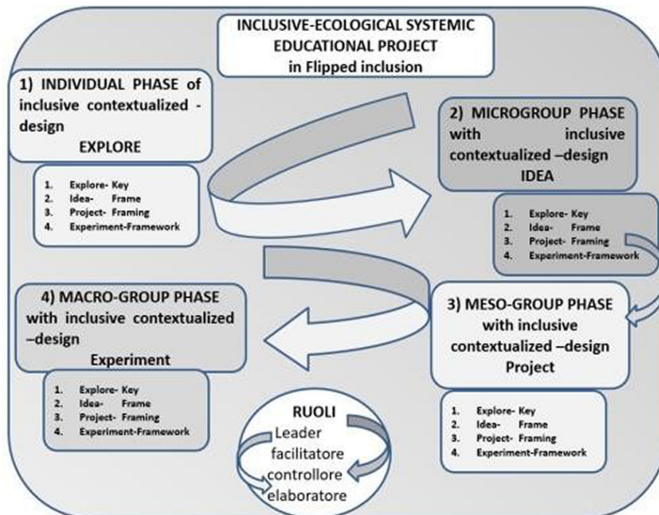 INCLUSIVE-ECOLOGICAL SYSTEMIC
EDUCATIONAL PROJECT
in Flipped inclusion
1) INDIVIDUAL PHASE of
inclusive contextualized -
design
EXPLORE
1. Explore- Key
2. Idea- Frame
3. Project- Framing
4. Experiment-Framework
2) MICROGROUP PHASE
with inclusive
contextualized –design
IDEA
1. Explore- Key
2. Idea- Frame
3. Project- Framing
4. Experiment-Framework
3) MESO-GROUP PHASE
with inclusive
contextualized –design
Project
1. Explore- Key
2. Idea- Frame
3. Project- Framing
4. Experiment-Framework
4) MACRO-GROUP PHASE
with inclusive contextualized
–design
Experiment
1. Explore- Key
2. Idea- Frame
3. Project- Framing
4. Experiment-Framework
RUOLI
Leader
facilitatore
controllore
elaboratore